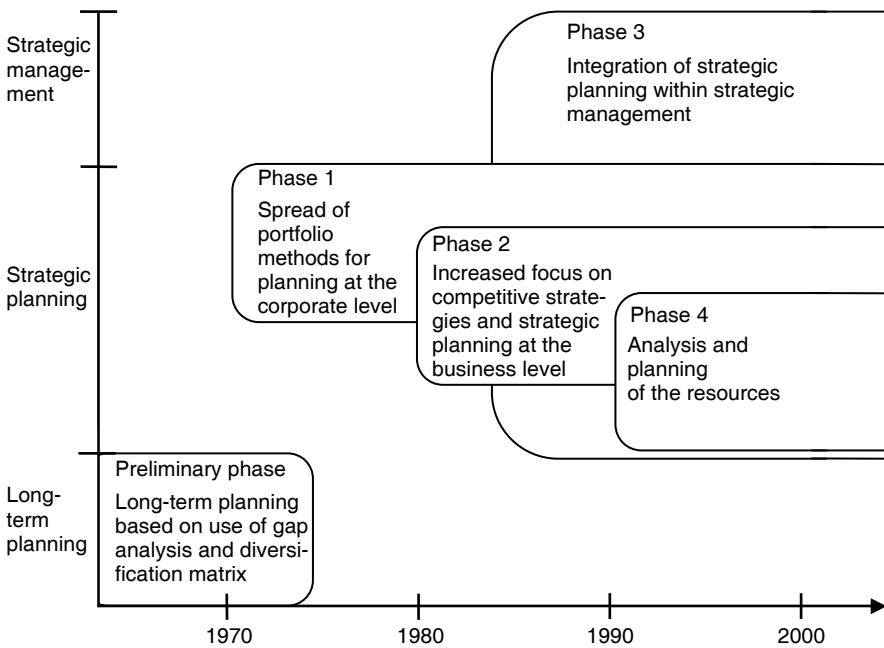 Strategic
manage-
ment
Phase 3
Integration of strategic
planning within strategic
management
Strategic
planning
Phase 1
Spread of
portfolio
methods for
planning at the
corporate level
Phase 2
Increased focus on
competitive strate-
gies and strategic
planning at the
business level
Phase 4
Analysis and
planning
of the resources
Long-
term
planning
Preliminary phase
Long-term planning
based on use of gap
analysis and diversi-
fication matrix
1970
1980
1990
2000